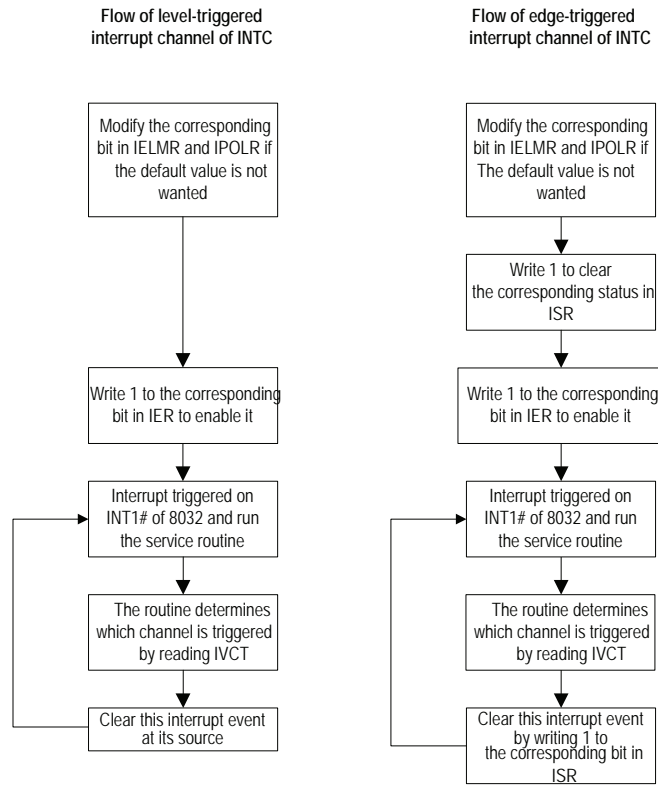 Flow of level-triggered
interrupt channel of INTC
Modify the corresponding
bit in IELMR and IPOLR if
the default value is not
wanted
Write 1 to the corresponding
bit in IER to enable it
Interrupt triggered on
INT1# of 8032 and run
the service routine
The routine determines
which channel is triggered
by reading IVCT
Clear this interrupt event
at its source
Flow of edge-triggered
interrupt channel of INTC
Modify the corresponding
bit in IELMR and IPOLR if
The default value is not
wanted
Write 1 to clear
the corresponding status in
ISR
Write 1 to the corresponding
bit in IER to enable it
Interrupt triggered on
INT1# of 8032 and run
the service routine
The routine determines
which channel is triggered
by reading IVCT
Clear this interrupt event
by writing 1 to
the corresponding bit in
ISR